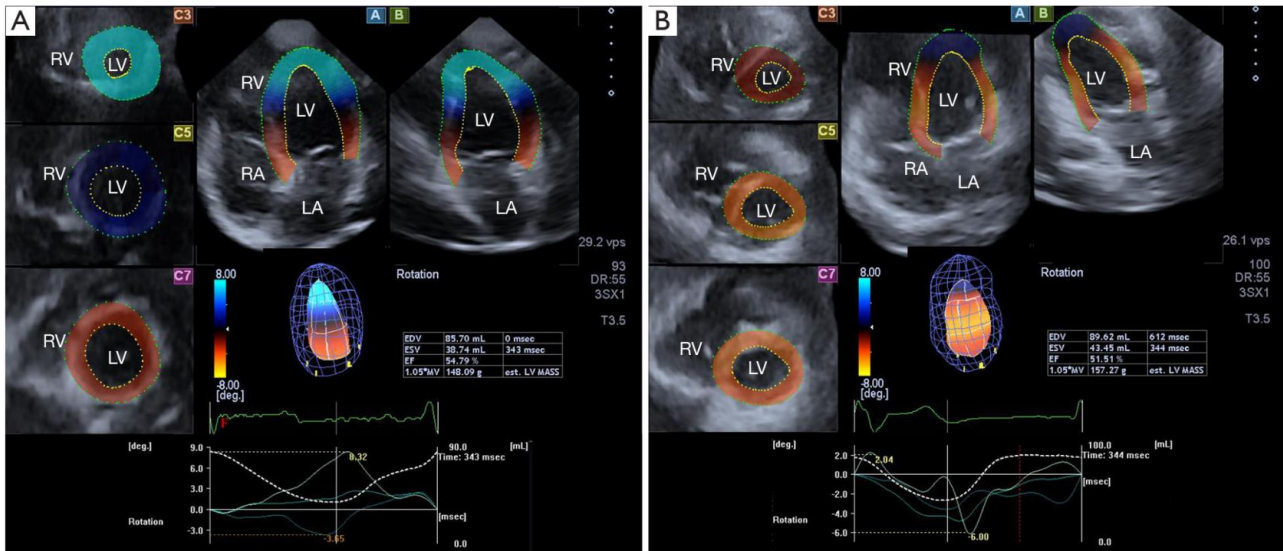 A
C3
RV
LV
C5
RV
LV
C7
RV
LV
A
RV
LV
RA
LA
B
LV
LA
29.2 vps
93
DR:55
3SX1
T3.5
8.00
-8.00
[deg.]
Rotation
EDV 85.70 mL 0 msec
ESV 38.74 mL 343 msec
EF 54.79 %
1.05*MV 148.09 g est. LV MASS
[deg.]
9.0
6.0
3.0
0.0
-3.0
8.32
-3.65
90.0 [mL]
Time: 343 msec
[msec]
0.0
Rotation
B
C3
RV
LV
C5
RV
LV
C7
RV
LV
A
RV
LV
RA
LA
B
LV
LA
26.1 vps
100
DR:55
3SX1
T3.5
8.00
-8.00
[deg.]
Rotation
EDV 89.62 mL 612 msec
ESV 43.45 mL 344 msec
EF 51.51 %
1.05*MV 157.27 g est. LV MASS
[deg.]
2.0
0.0
-2.0
-4.0
-6.0
2.04
-6.00
100.0 [mL]
Time: 344 msec
[msec]
0.0
Rotation